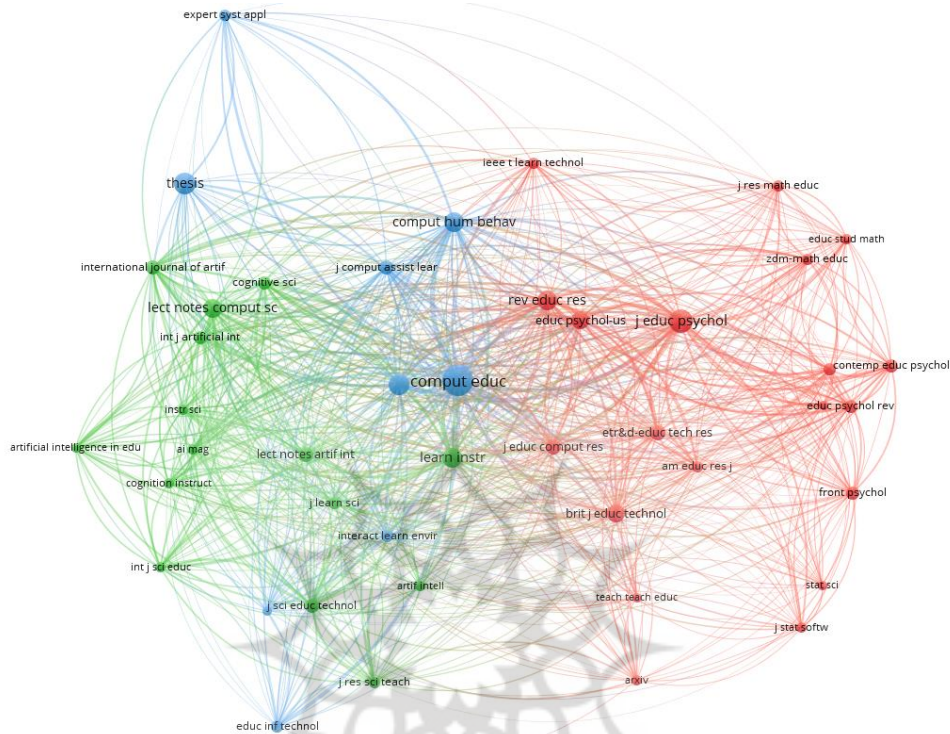 expert syst appl
ieee t learn technol
thesis
j res math educ
comput hum behav
educ stud math
zdm-math educ
international journal of artif
j comput assist lear
cognitive sci
rev educ res
lect notes comput sc
educ psychol-us
j educ psychol
int j artificial int
contemp educ psychol
comput educ
instr sci
educ psychol rev
etr&d-educ tech res
artificial intelligence in edu
ai mag
lect notes artif int
learn instr
j educ comput res
am educ res j
cognition instruct
front psychol
j learn sci
brit j educ technol
interact learn envir
int j sci educ
artif intell
stat sci
j sci educ technol
teach teach educ
j stat softw
j res sci teach
arxiv
educ inf technol